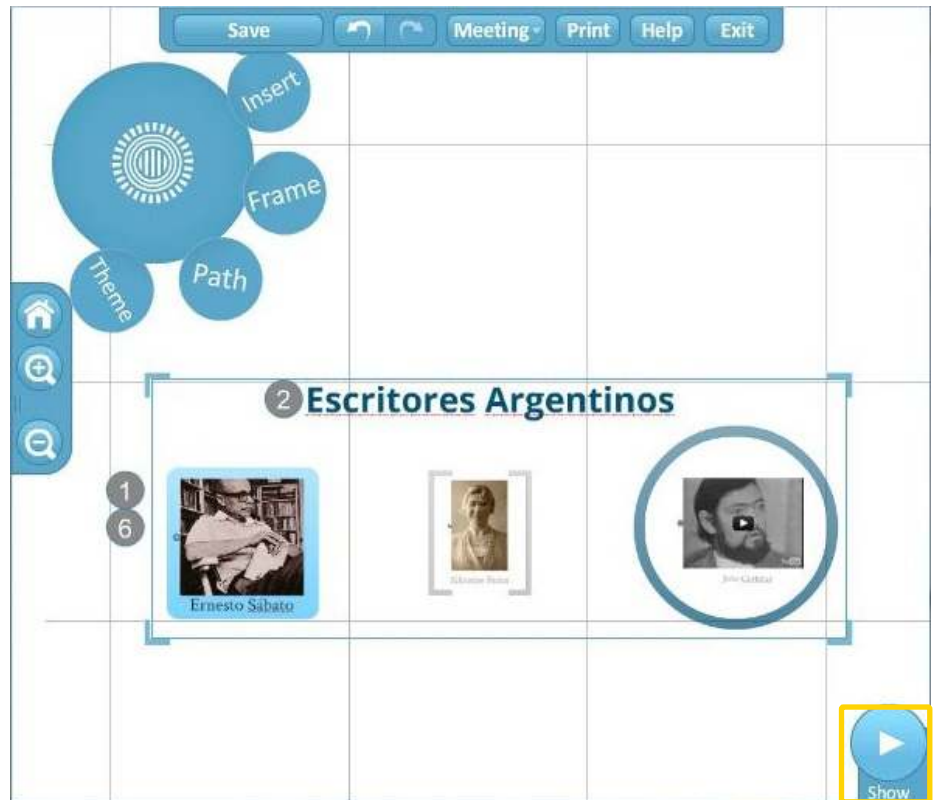 Save Meeting Print Help Exit
Insert
Frame
Path
Theme
2 Escritores Argentinos
1
6
Ernesto Sábato
Show